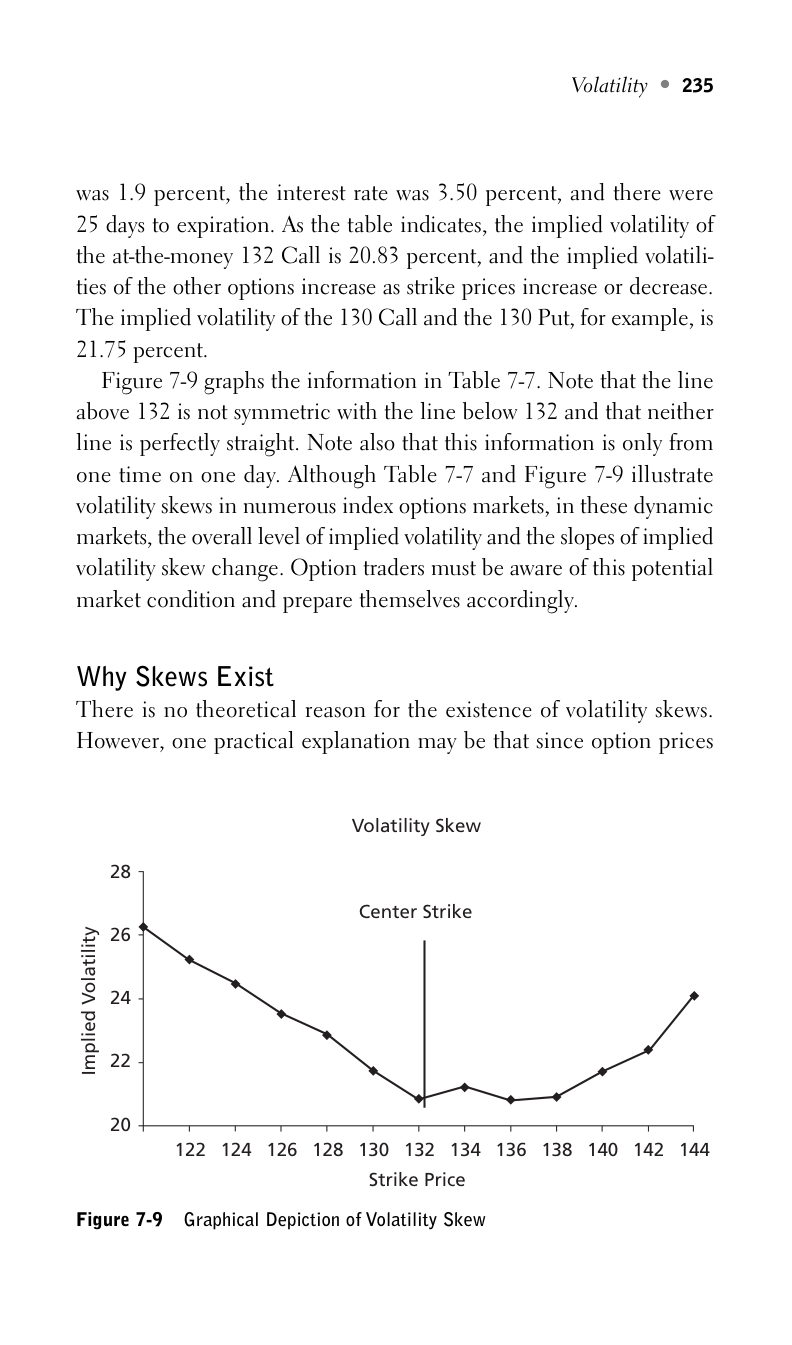 Volatility • 235
was 1.9 percent, the interest rate was 3.50 percent, and there were
25 days to expiration. As the table indicates, the implied volatility of
the at-the-money 132 Call is 20.83 percent, and the implied volatili-
ties of the other options increase as strike prices increase or decrease.
The implied volatility of the 130 Call and the 130 Put, for example, is
21.75 percent.
Figure 7-9 graphs the information in Table 7-7. Note that the line
above 132 is not symmetric with the line below 132 and that neither
line is perfectly straight. Note also that this information is only from
one time on one day. Although Table 7-7 and Figure 7-9 illustrate
volatility skews in numerous index options markets, in these dynamic
markets, the overall level of implied volatility and the slopes of implied
volatility skew change. Option traders must be aware of this potential
market condition and prepare themselves accordingly.
Why Skews Exist
There is no theoretical reason for the existence of volatility skews.
However, one practical explanation may be that since option prices
Volatility Skew
28
Center Strike
26
24
22
20
Implied Volatility
122 124 126 128 130 132 134 136 138 140 142 144
Strike Price
Figure 7-9 Graphical Depiction of Volatility Skew